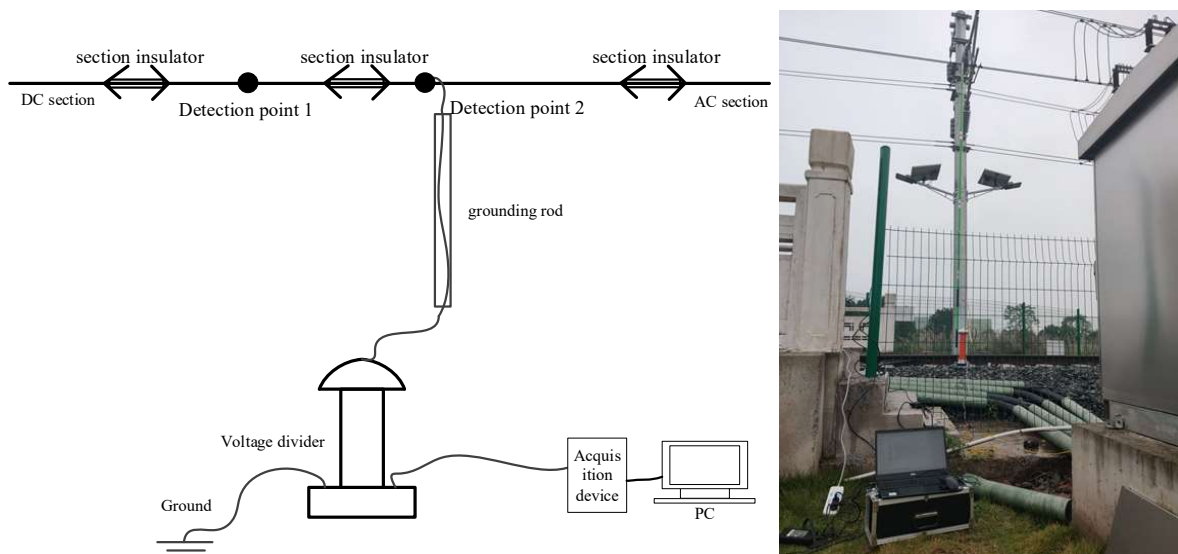 section insulator
section insulator
section insulator
DC section
Detection point 1
Detection point 2
AC section
grounding rod
Voltage divider
Ground
Acquis
ition
device
PC